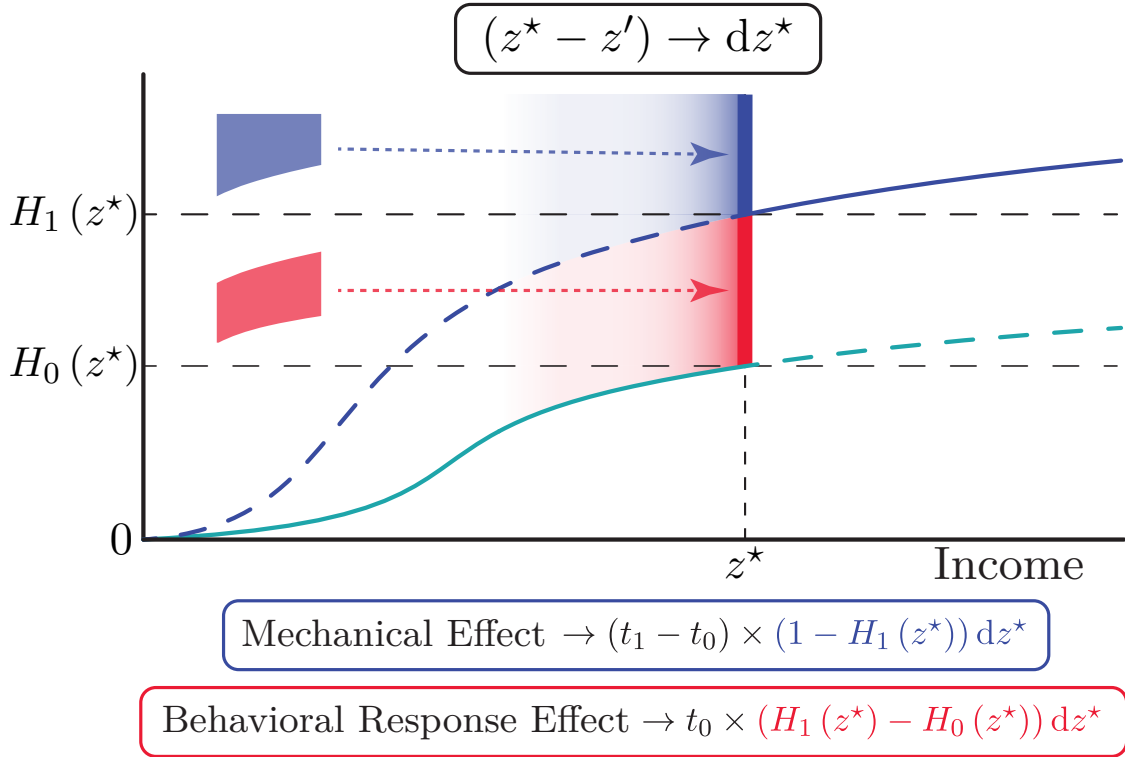 (z⋆ − z′) → dz⋆
H₁ (z⋆)
H₀ (z⋆)
0
z⋆
Income
Mechanical Effect → (t₁ − t₀) × (1 − H₁ (z⋆)) dz⋆
Behavioral Response Effect → t₀ × (H₁ (z⋆) − H₀ (z⋆)) dz⋆